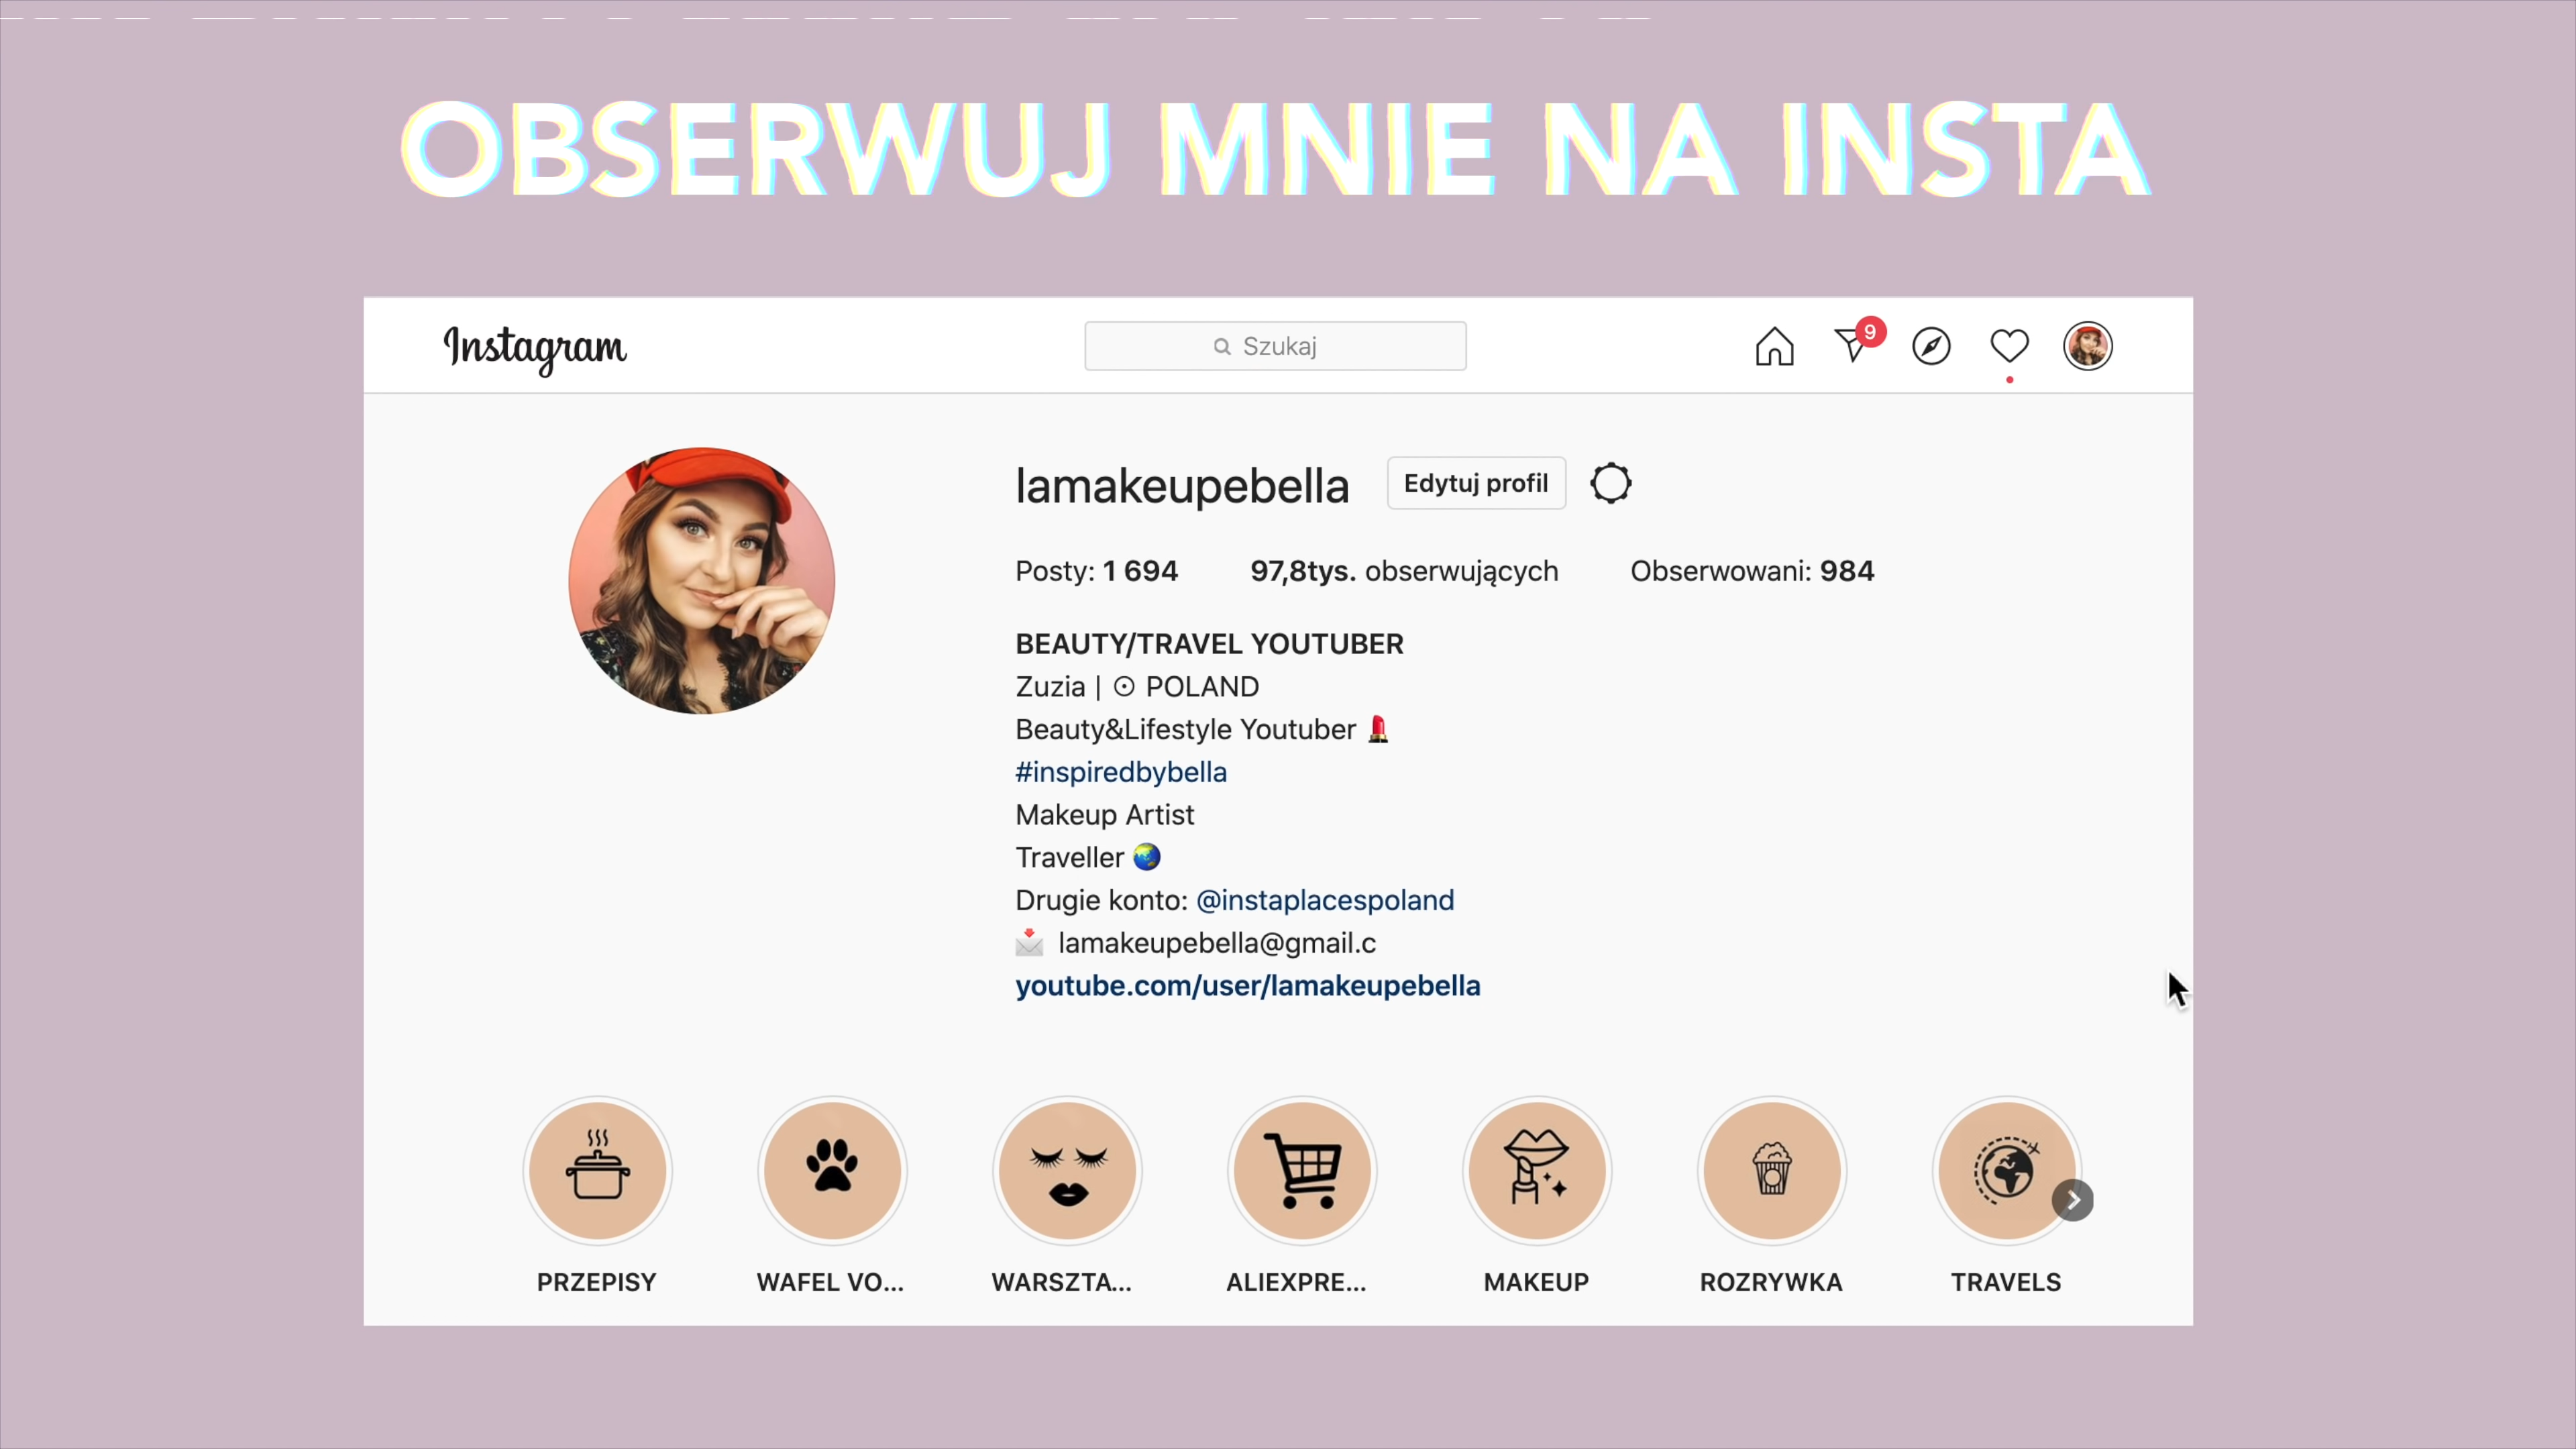 OBSERWUJ MNIE NA INSTA
Instagram
Szukaj
9
lamakeupebella
Edytuj profil
Posty: 1 694 97,8tys. obserwujących Obserwowani: 984
BEAUTY/TRAVEL YOUTUBER
Zuzia | ☉ POLAND
Beauty&Lifestyle Youtuber 💄
#inspiredbybella
Makeup Artist
Traveller 🌏
Drugie konto: @instaplacespoland
📩 lamakeupebella@gmail.c
youtube.com/user/lamakeupebella
PRZEPISY WAFEL VO... WARSZTA... ALIEXPRE... MAKEUP ROZRYWKA TRAVELS